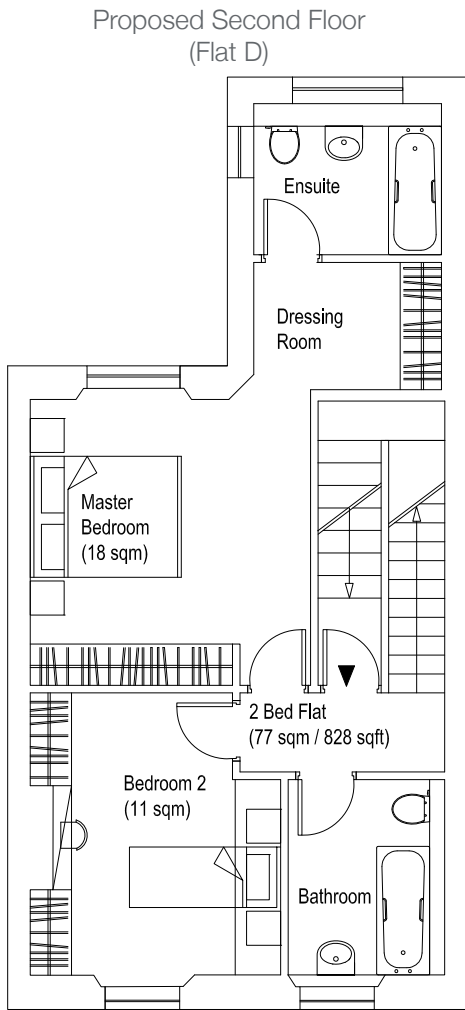 Proposed Second Floor
(Flat D)
Ensuite
Dressing
Room
Master
Bedroom
(18 sqm)
2 Bed Flat
(77 sqm / 828 sqft)
Bedroom 2
(11 sqm)
Bathroom